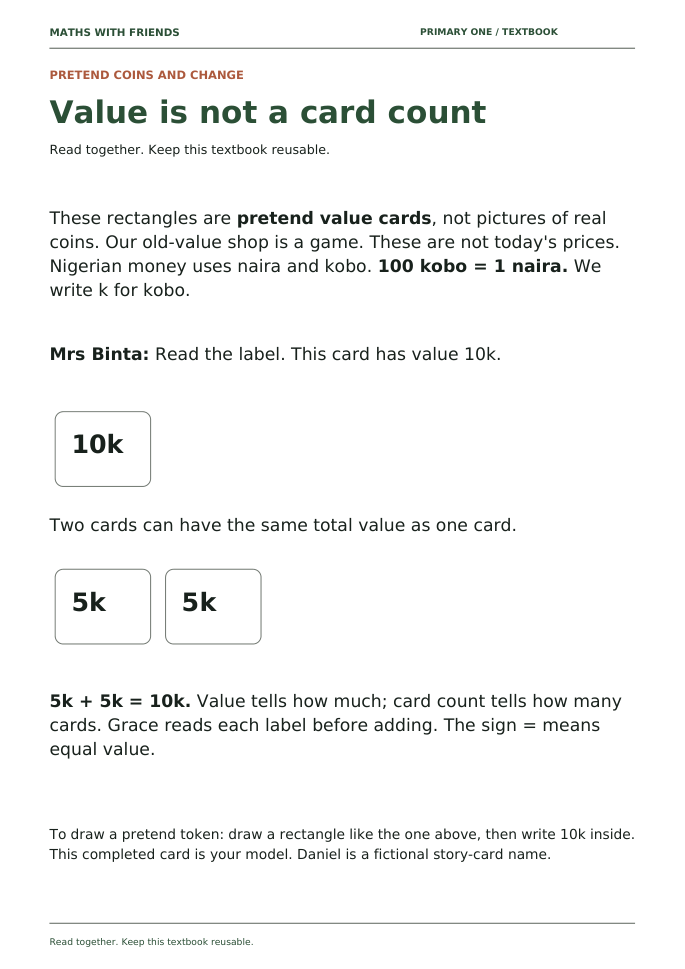 MATHS WITH FRIENDS
PRIMARY ONE / TEXTBOOK
PRETEND COINS AND CHANGE
Value is not a card count
Read together. Keep this textbook reusable.
These rectangles are pretend value cards, not pictures of real
coins. Our old-value shop is a game. These are not today's prices.
Nigerian money uses naira and kobo. 100 kobo = 1 naira. We
write k for kobo.
Mrs Binta: Read the label. This card has value 10k.
10k
Two cards can have the same total value as one card.
5k 5k
5k + 5k = 10k. Value tells how much; card count tells how many
cards. Grace reads each label before adding. The sign = means
equal value.
To draw a pretend token: draw a rectangle like the one above, then write 10k inside.
This completed card is your model. Daniel is a fictional story-card name.
Read together. Keep this textbook reusable.